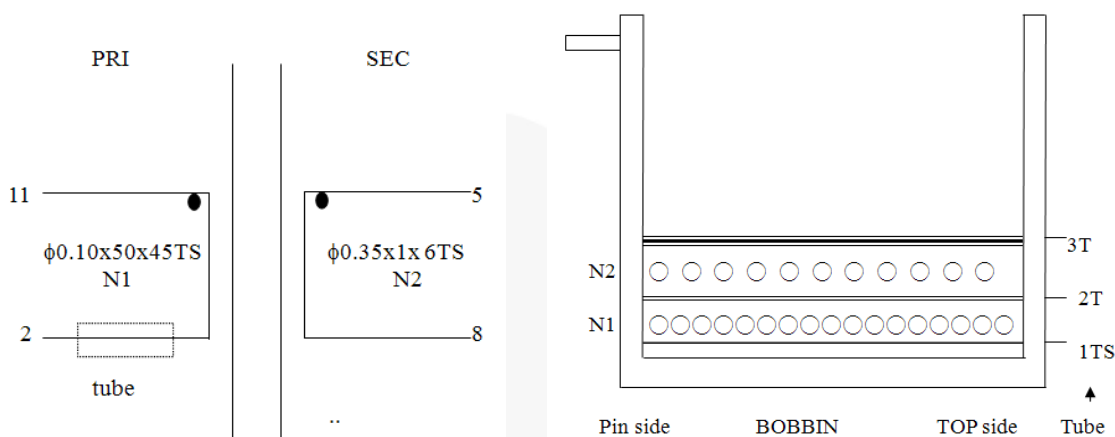 PRI
SEC
11
5
ϕ0.10x50x45TS
N1
ϕ0.35x1x 6TS
N2
2
8
tube
..
3T
N2
2T
N1
1TS
Pin side
BOBBIN
TOP side
Tube